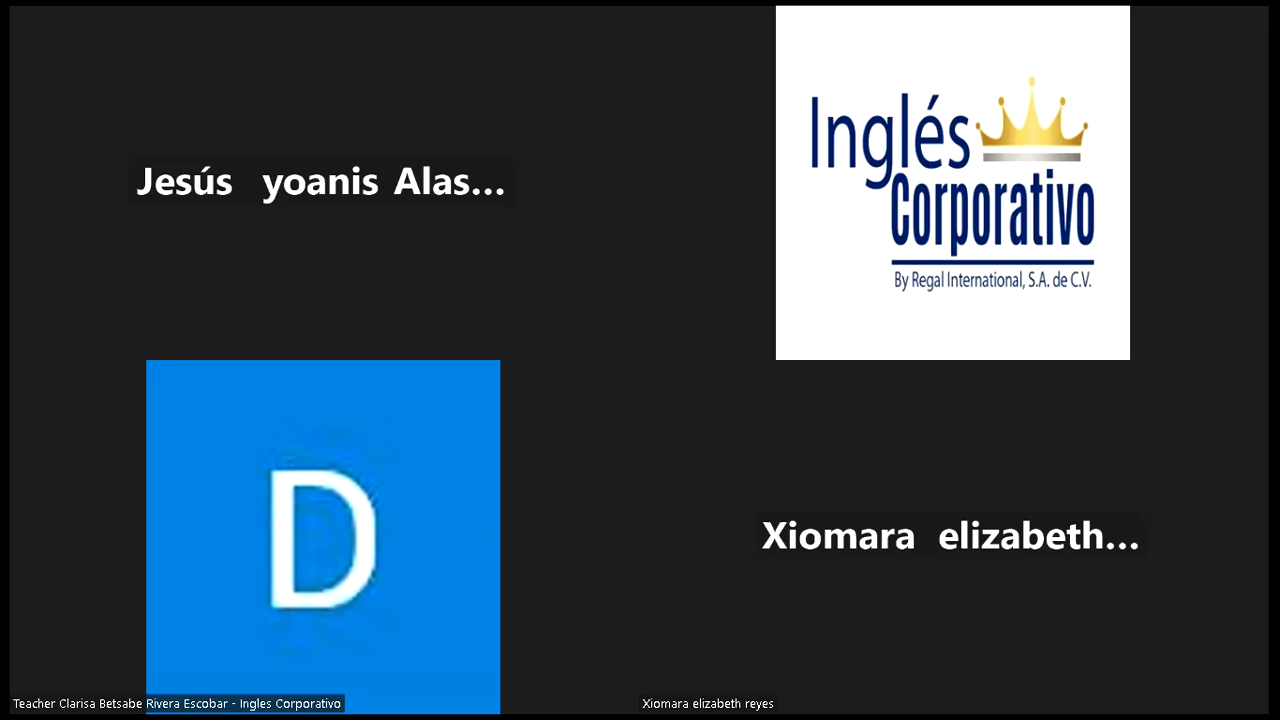 Jesús yoanis Alas...
Inglés
Corporativo
By Regal International, S.A. de C.V.
D
Xiomara elizabeth...
Teacher Clarisa Betsabe Rivera Escobar - Ingles Corporativo
Xiomara elizabeth reyes